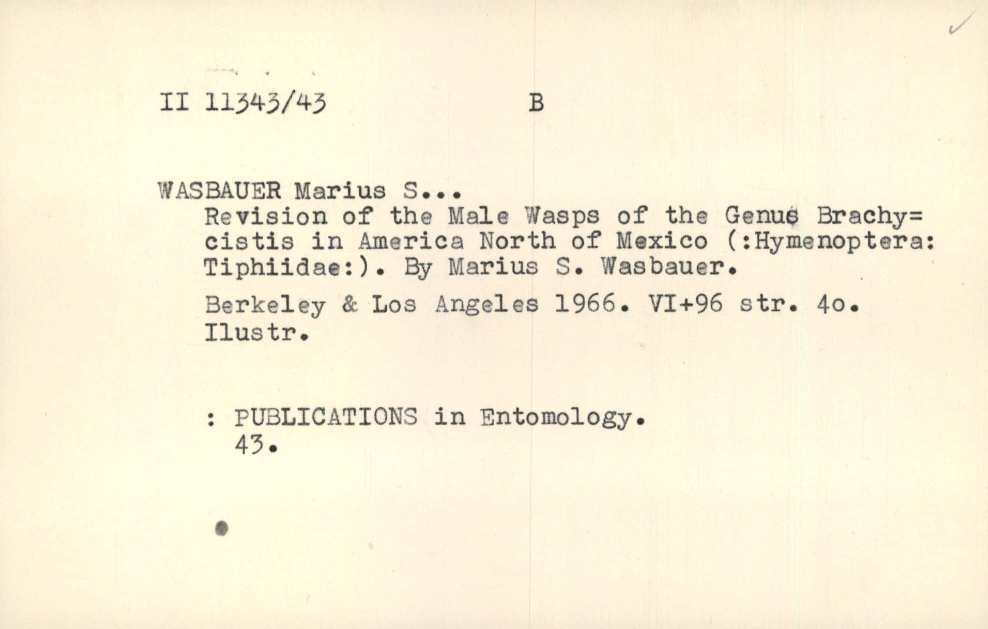 II 11343/43 B
WASBAUER Marius S...
Revision of the Male Wasps of the Genus Brachy=
cistis in America North of Mexico (:Hymenoptera:
Tiphiidae:). By Marius S. Wasbauer.
Berkeley & Los Angeles 1966. VI+96 str. 4o.
Ilustr.
: PUBLICATIONS in Entomology.
43.